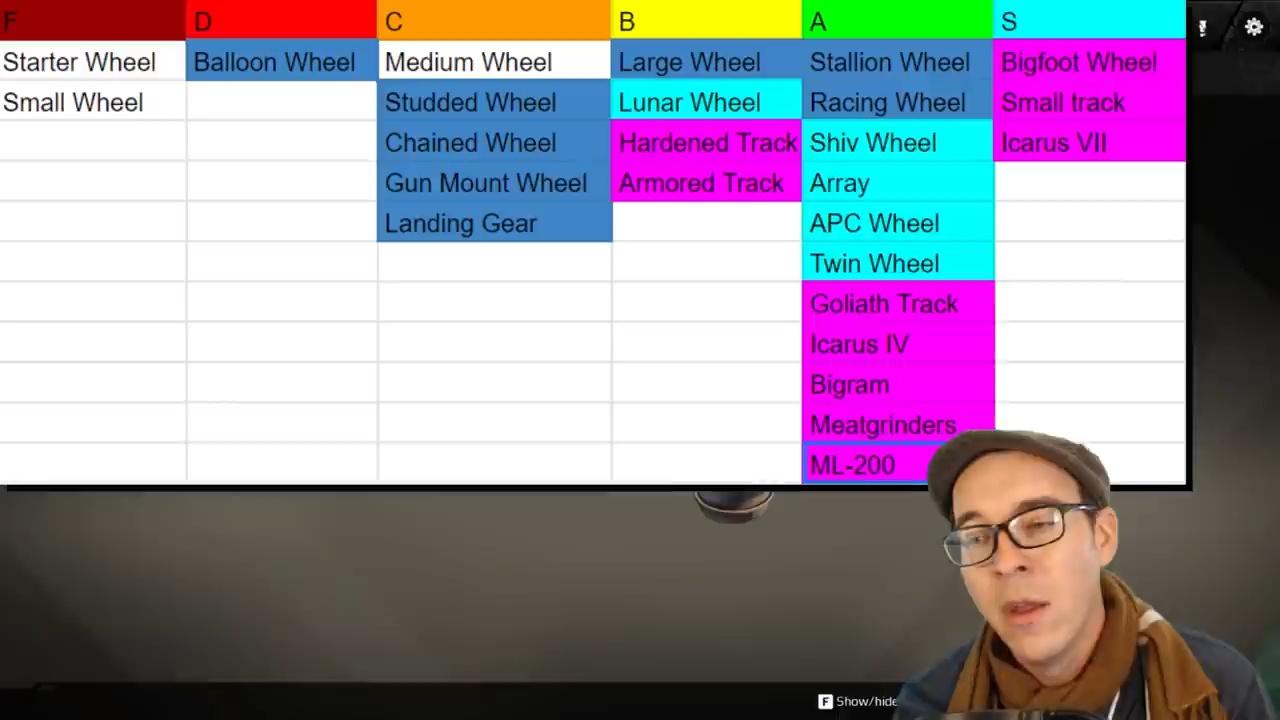 F D C B A S
Starter Wheel Balloon Wheel Medium Wheel Large Wheel Stallion Wheel Bigfoot Wheel
Small Wheel Studded Wheel Lunar Wheel Racing Wheel Small track
Chained Wheel Hardened Track Shiv Wheel Icarus VII
Gun Mount Wheel Armored Track Array
Landing Gear APC Wheel
Twin Wheel
Goliath Track
Icarus IV
Bigram
Meatgrinders
ML-200
F Show/hide